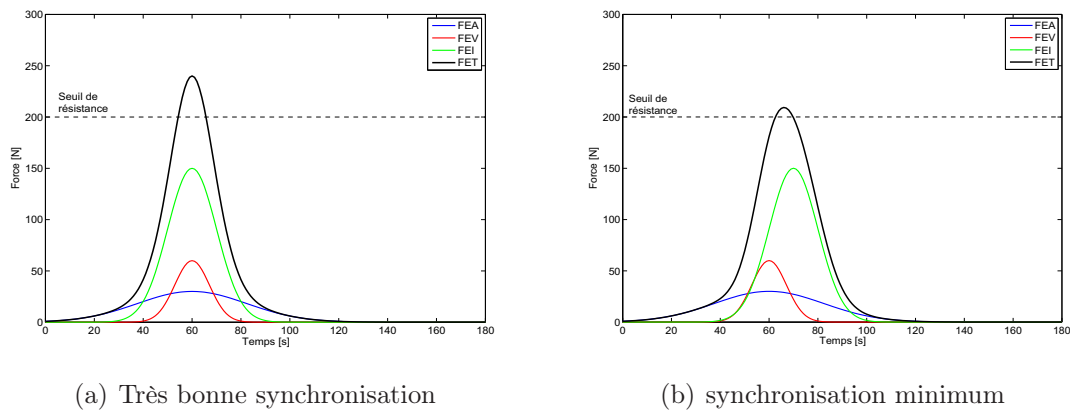 300
250
200
150
100
50
0
Force [N]
Seuil de
résistance
FEA
FEV
FEI
FET
0 20 40 60 80 100 120 140 160 180
Temps [s]
(a) Très bonne synchronisation
300
250
200
150
100
50
0
Force [N]
Seuil de
résistance
FEA
FEV
FEI
FET
0 20 40 60 80 100 120 140 160 180
Temps [s]
(b) synchronisation minimum